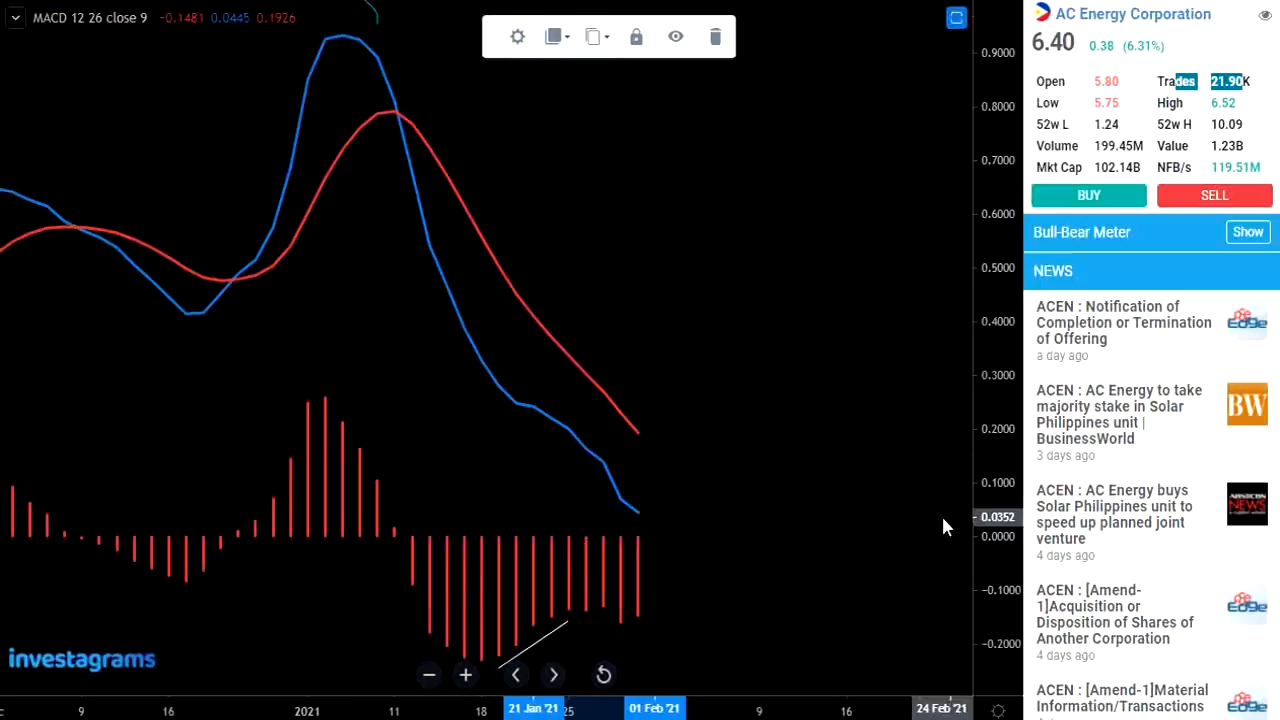 MACD 12 26 close 9 −0.1481 0.0445 0.1926
0.9000
0.8000
0.7000
0.6000
0.5000
0.4000
0.3000
0.2000
0.1000
0.0352
0.0000
−0.1000
−0.2000
investagrams
9 16 2021 11 18 21 Jan '21 25 01 Feb '21 9 16 24 Feb '21
AC Energy Corporation
6.40 0.38 (6.31%)
Open 5.80 Trades 21.90K
Low 5.75 High 6.52
52w L 1.24 52w H 10.09
Volume 199.45M Value 1.23B
Mkt Cap 102.14B NFB/s 119.51M
BUY SELL
Bull-Bear Meter Show
NEWS
ACEN : Notification of
Completion or Termination
of Offering
a day ago
EDGE
ACEN : AC Energy to take
majority stake in Solar
Philippines unit |
BusinessWorld
3 days ago
BW
ACEN : AC Energy buys
Solar Philippines unit to
speed up planned joint
venture
4 days ago
ABS-CBN
NEWS
ACEN : [Amend-
1]Acquisition or
Disposition of Shares of
Another Corporation
4 days ago
EDGE
ACEN : [Amend-1]Material
Information/Transactions
EDGE